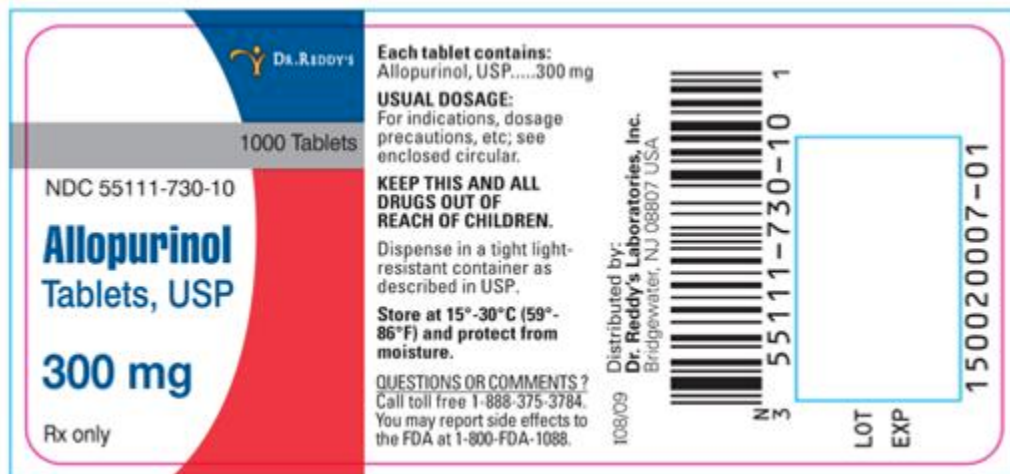 DR.REDDY'S
1000 Tablets
NDC 55111-730-10
Allopurinol
Tablets, USP
300 mg
Rx only
Each tablet contains:
Allopurinol, USP.....300 mg
USUAL DOSAGE:
For indications, dosage
precautions, etc; see
enclosed circular.
KEEP THIS AND ALL
DRUGS OUT OF
REACH OF CHILDREN.
Dispense in a tight light-
resistant container as
described in USP.
Store at 15°-30°C (59°-
86°F) and protect from
moisture.
QUESTIONS OR COMMENTS ?
Call toll free 1-888-375-3784.
You may report side effects to
the FDA at 1-800-FDA-1088.
Distributed by:
Dr. Reddy's Laboratories, Inc.
Bridgewater, NJ 08807 USA
108/09
N
3 55111-730-10 1
LOT
EXP
150020007-01